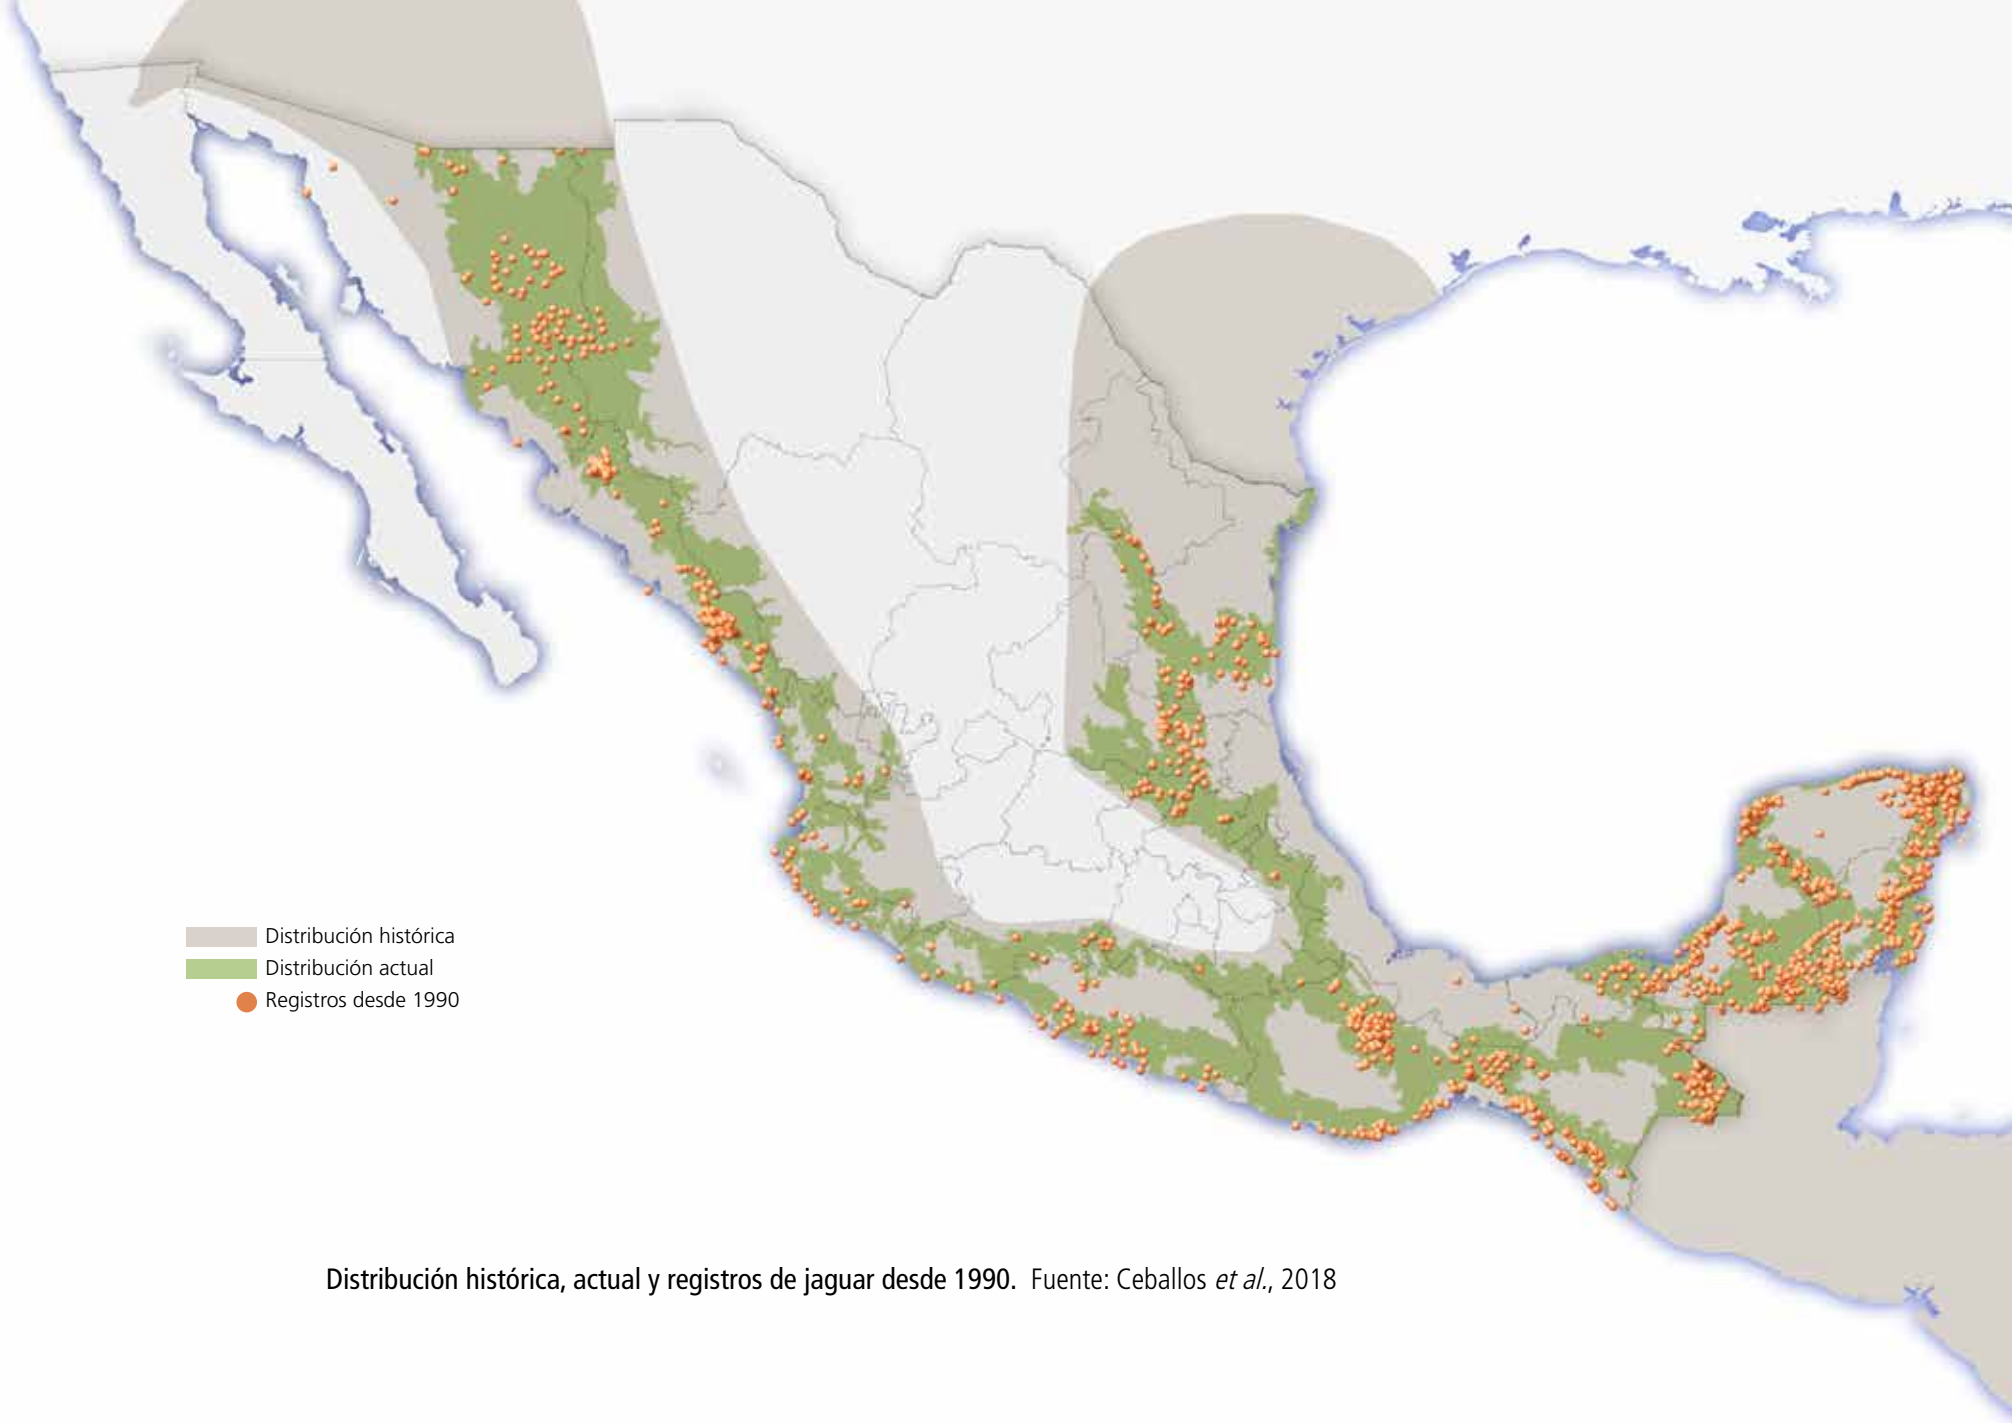 Distribución histórica
Distribución actual
Registros desde 1990
Distribución histórica, actual y registros de jaguar desde 1990. Fuente: Ceballos et al., 2018